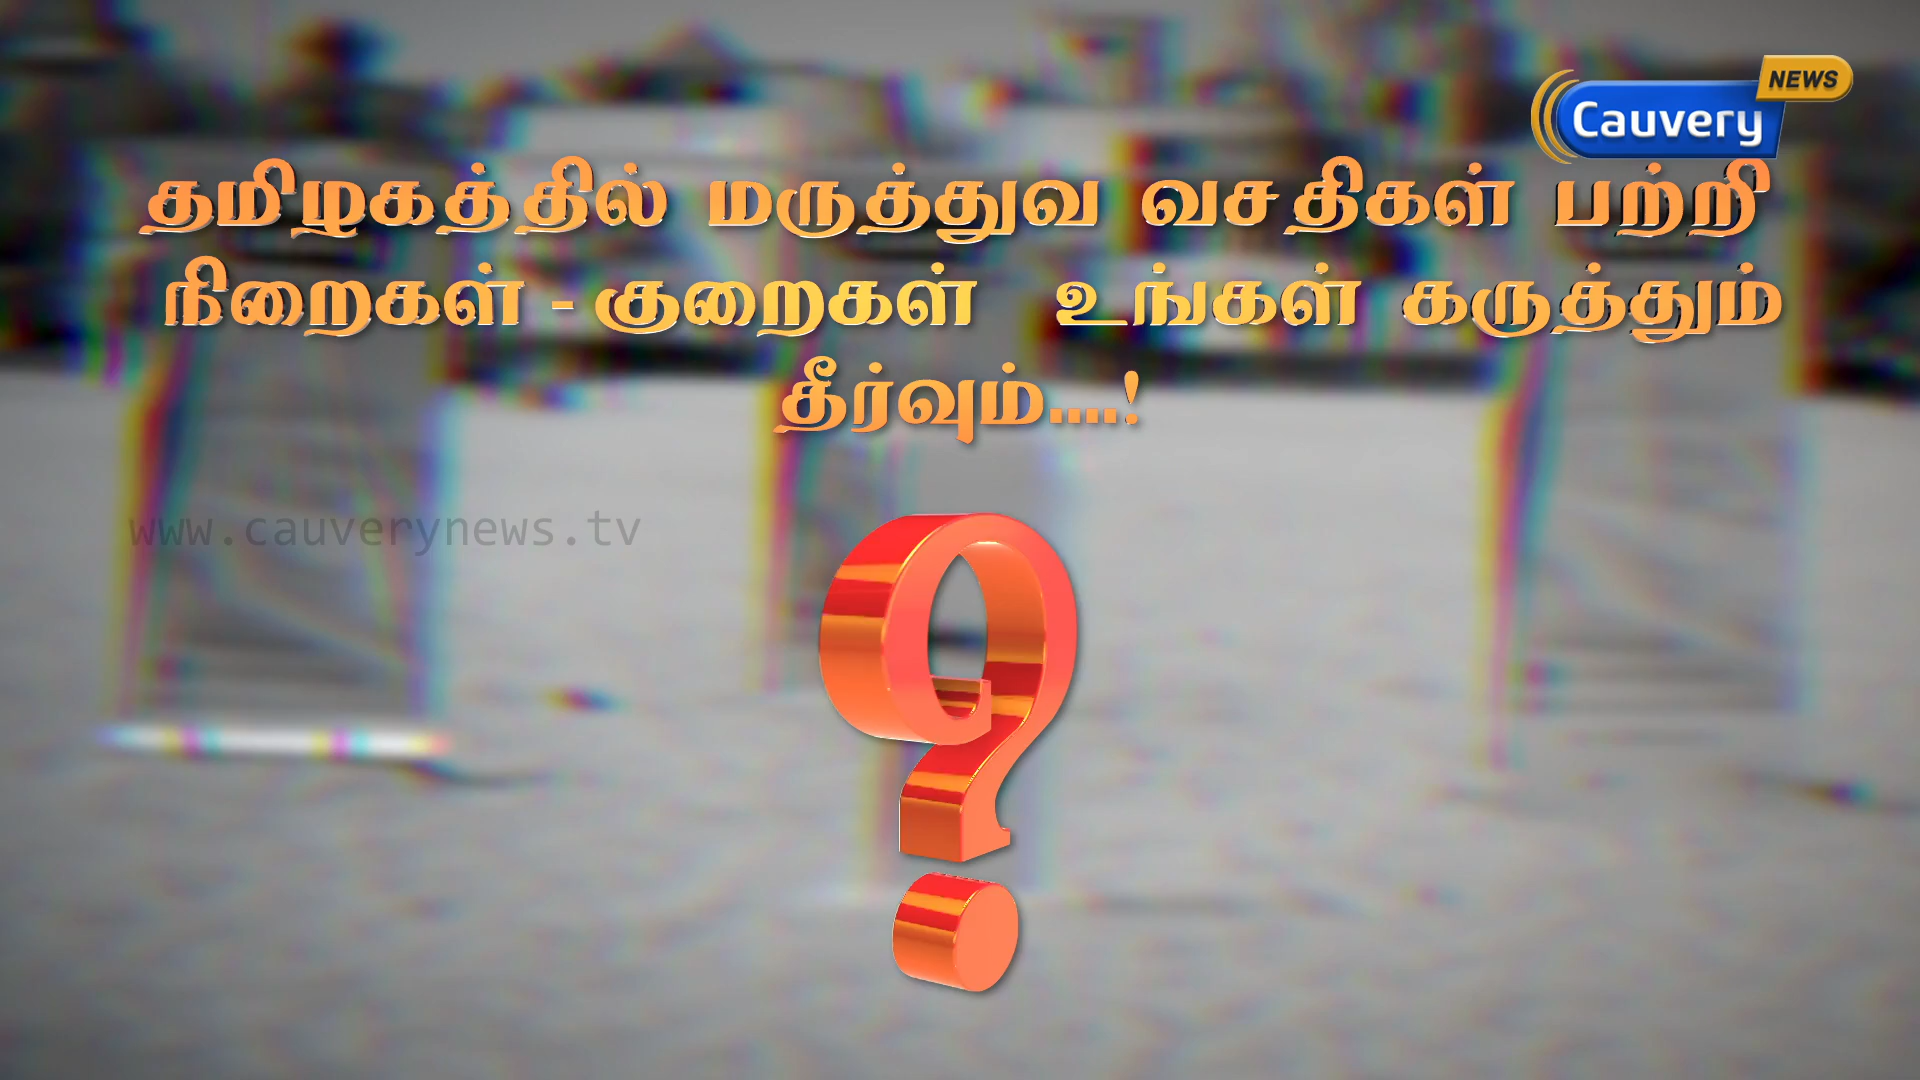 Cauvery NEWS
தமிழகத்தில் மருத்துவ வசதிகள் பற்றி
நிறைகள் - குறைகள் உங்கள் கருத்தும்
தீர்வும்....!
www.cauverynews.tv
?